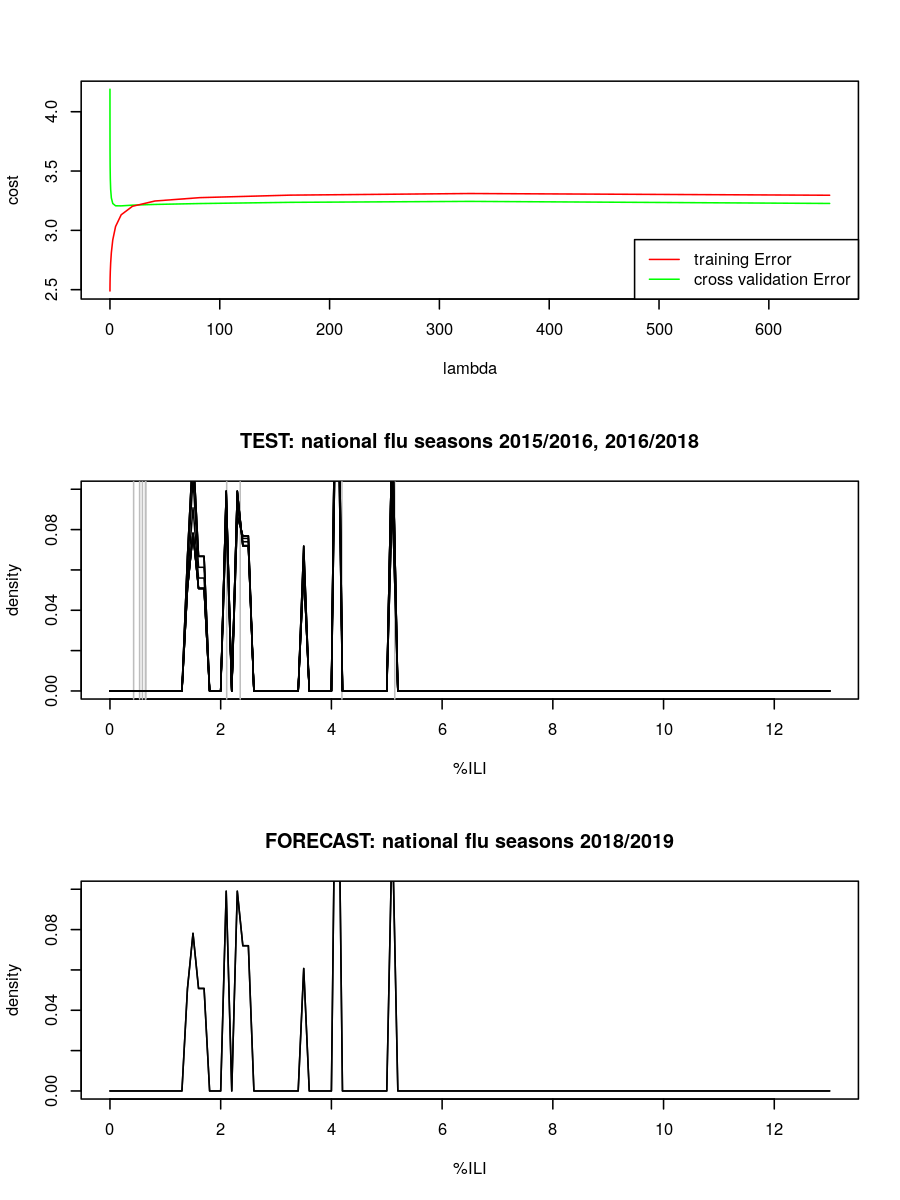 4.0
3.5
3.0
2.5
cost
training Error
cross validation Error
0 100 200 300 400 500 600
lambda
TEST: national flu seasons 2015/2016, 2016/2018
0.08
0.04
0.00
density
0 2 4 6 8 10 12
%ILI
FORECAST: national flu seasons 2018/2019
0.08
0.04
0.00
density
0 2 4 6 8 10 12
%ILI